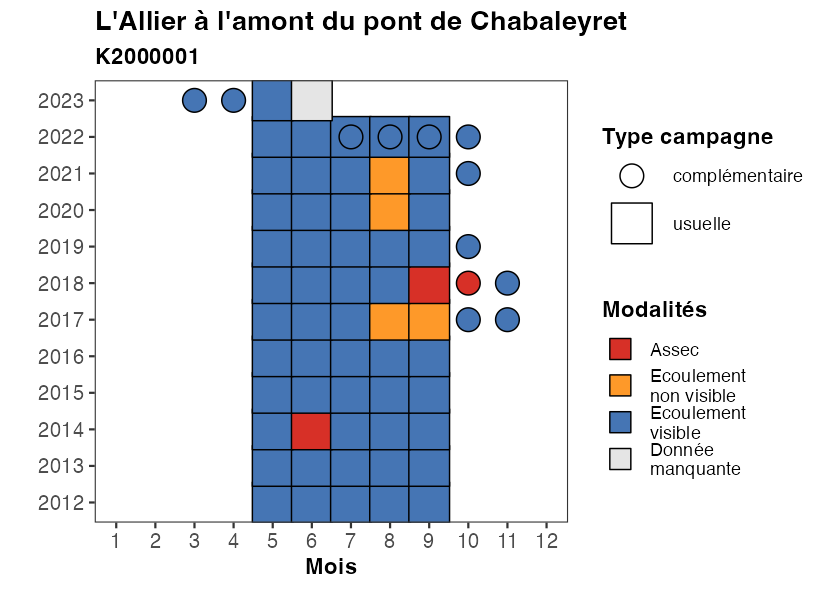 L'Allier à l'amont du pont de Chabaleyret
K2000001
2023
2022
2021
2020
2019
2018
2017
2016
2015
2014
2013
2012
1 2 3 4 5 6 7 8 9 10 11 12
Mois
Type campagne
complémentaire
usuelle
Modalités
Assec
Ecoulement
non visible
Ecoulement
visible
Donnée
manquante